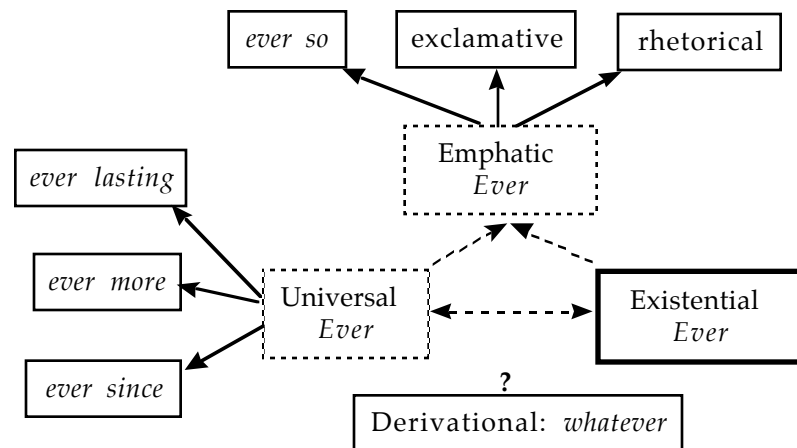 ever so
exclamative
rhetorical
Emphatic
Ever
ever lasting
ever more
Universal
Ever
Existential
Ever
ever since
?
Derivational: whatever